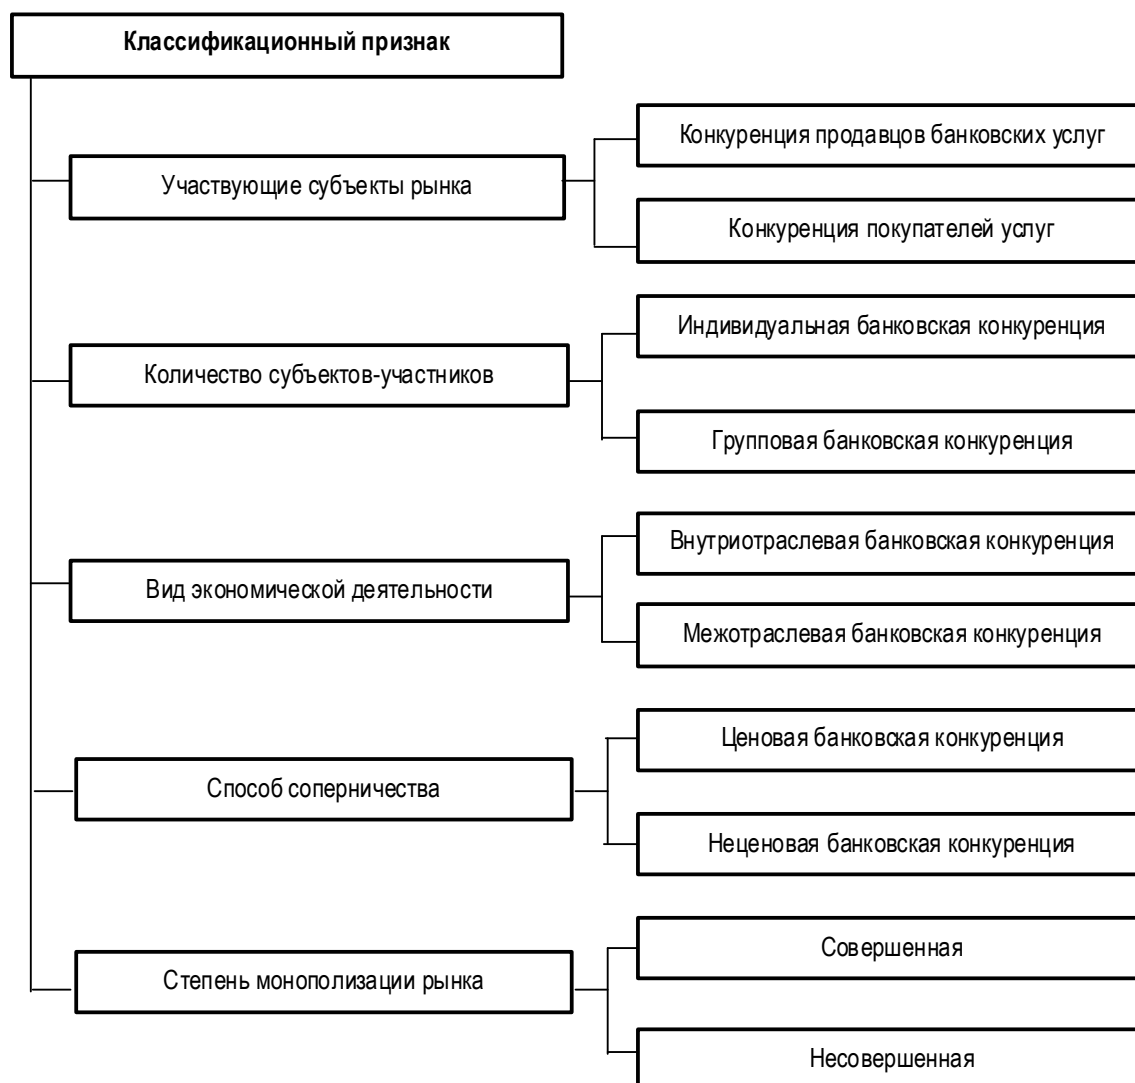 Классификационный признак
Конкуренция продавцов банковских услуг
Участвующие субъекты рынка
Конкуренция покупателей услуг
Индивидуальная банковская конкуренция
Количество субъектов-участников
Групповая банковская конкуренция
Внутриотраслевая банковская конкуренция
Вид экономической деятельности
Межотраслевая банковская конкуренция
Ценовая банковская конкуренция
Способ соперничества
Неценовая банковская конкуренция
Совершенная
Степень монополизации рынка
Несовершенная